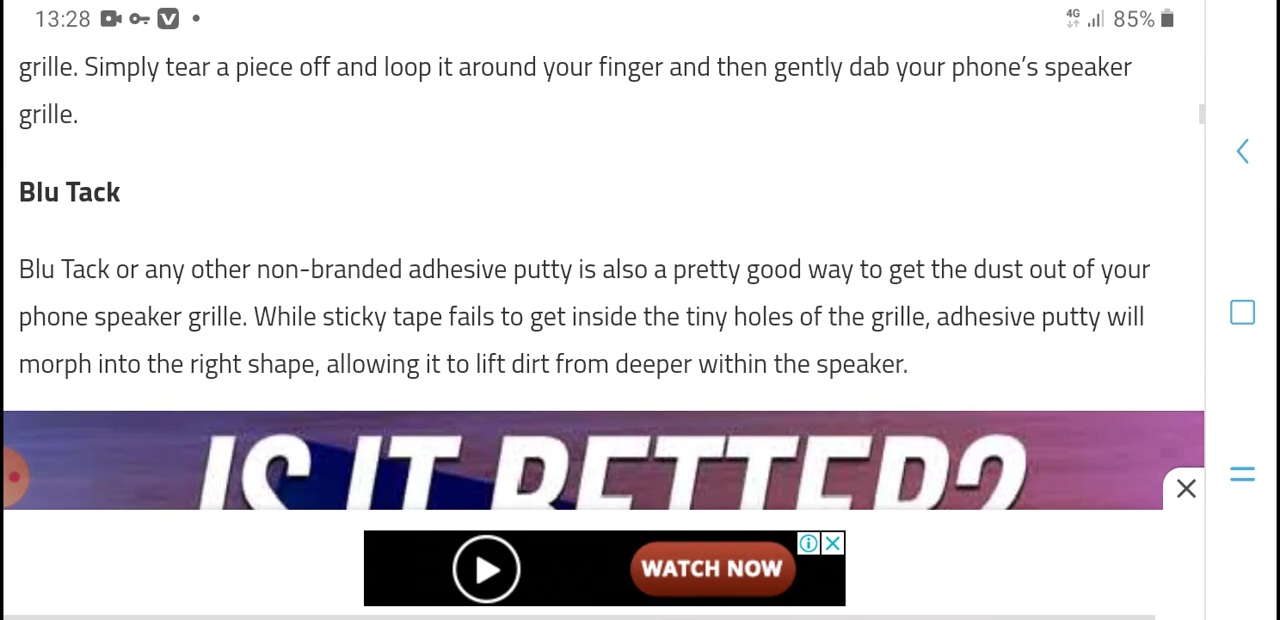 13:28
4G 85%
grille. Simply tear a piece off and loop it around your finger and then gently dab your phone’s speaker
grille.
Blu Tack
Blu Tack or any other non-branded adhesive putty is also a pretty good way to get the dust out of your
phone speaker grille. While sticky tape fails to get inside the tiny holes of the grille, adhesive putty will
morph into the right shape, allowing it to lift dirt from deeper within the speaker.
IS IT BETTER?
WATCH NOW